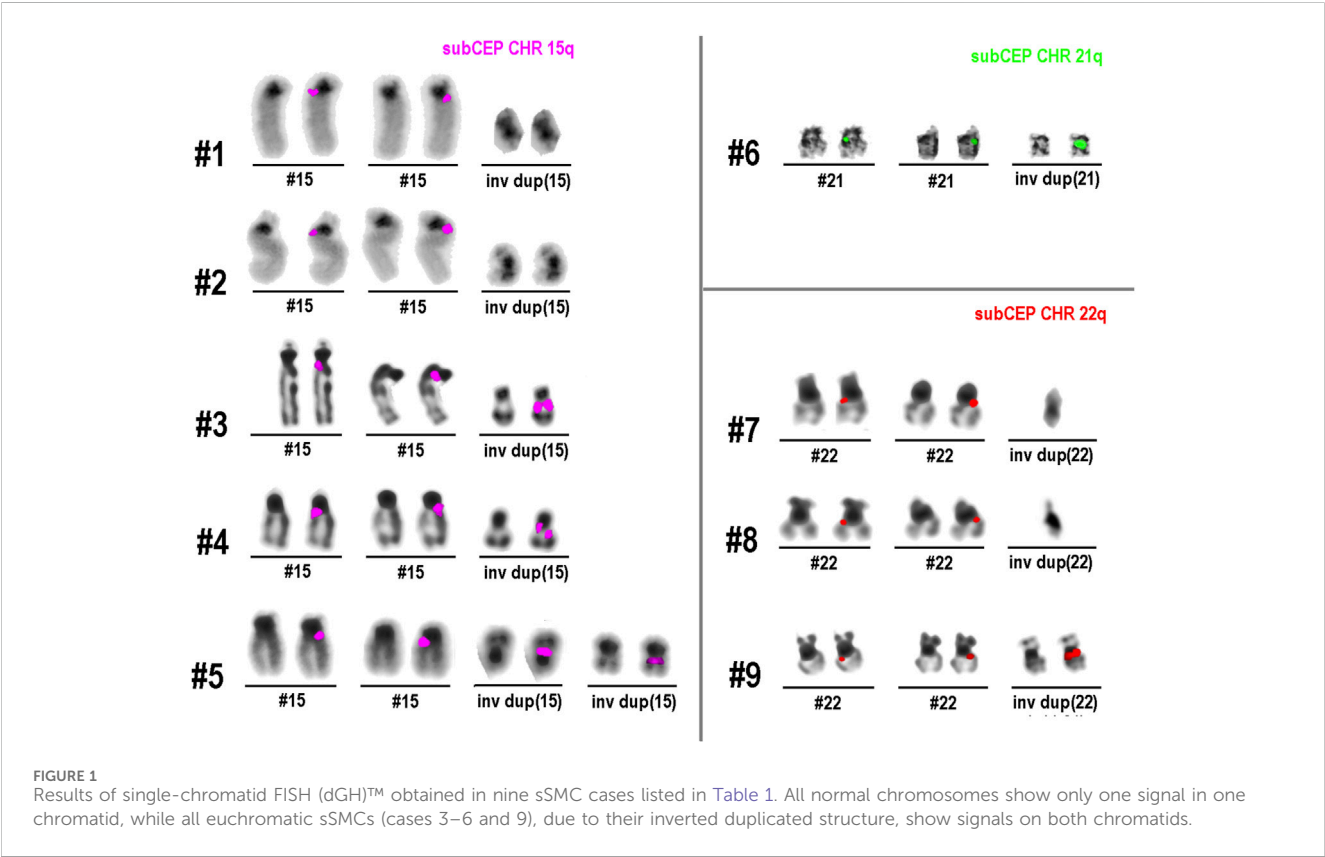 subCEP CHR 15q
#1
#15
#15
inv dup(15)
#2
#15
#15
inv dup(15)
#3
#15
#15
inv dup(15)
#4
#15
#15
inv dup(15)
#5
#15
#15
inv dup(15)
inv dup(15)
subCEP CHR 21q
#6
#21
#21
inv dup(21)
subCEP CHR 22q
#7
#22
#22
inv dup(22)
#8
#22
#22
inv dup(22)
#9
#22
#22
inv dup(22)
FIGURE 1
Results of single-chromatid FISH (dGH)™ obtained in nine sSMC cases listed in Table 1. All normal chromosomes show only one signal in one
chromatid, while all euchromatic sSMCs (cases 3–6 and 9), due to their inverted duplicated structure, show signals on both chromatids.